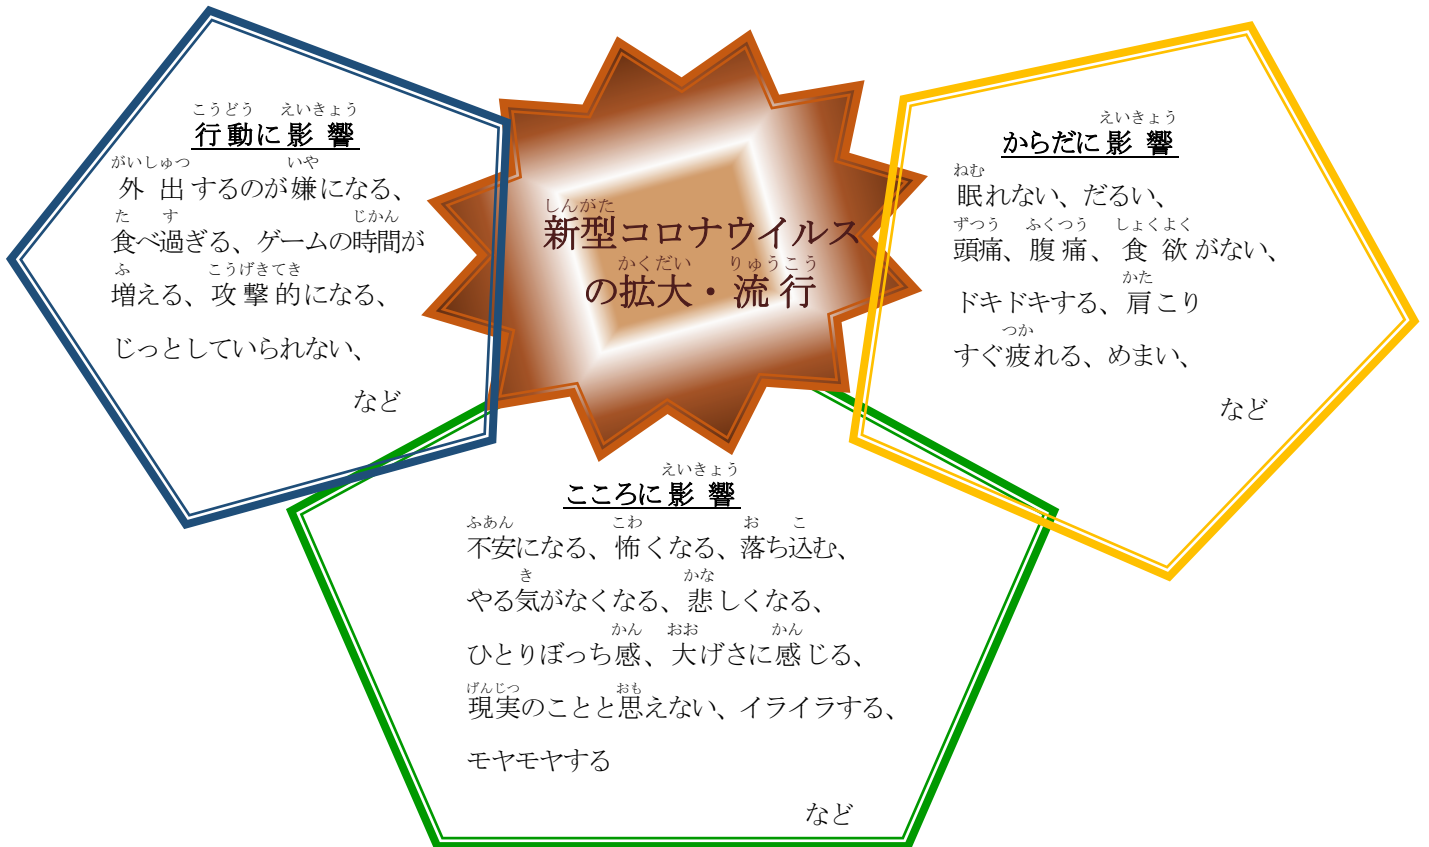 こうどう えいきょう
行動に影響
がいしゅつ いや
外出するのが嫌になる、
た す じかん
食べ過ぎる、ゲームの時間が
ふ こうげきてき
増える、攻撃的になる、
じっとしていられない、
など
しんがた
新型コロナウイルス
かくだい りゅうこう
の拡大・流行
えいきょう
からだに影響
ねむ
眠れない、だるい、
ずつう ふくつう しょくよく
頭痛、腹痛、食欲がない、
かた
ドキドキする、肩こり
つか
すぐ疲れる、めまい、
など
えいきょう
こころに影響
ふあん こわ お こ
不安になる、怖くなる、落ち込む、
き かな
やる気がなくなる、悲しくなる、
かん おお かん
ひとりぼっち感、大げさに感じる、
げんじつ おも
現実のことと思えない、イライラする、
モヤモヤする
など